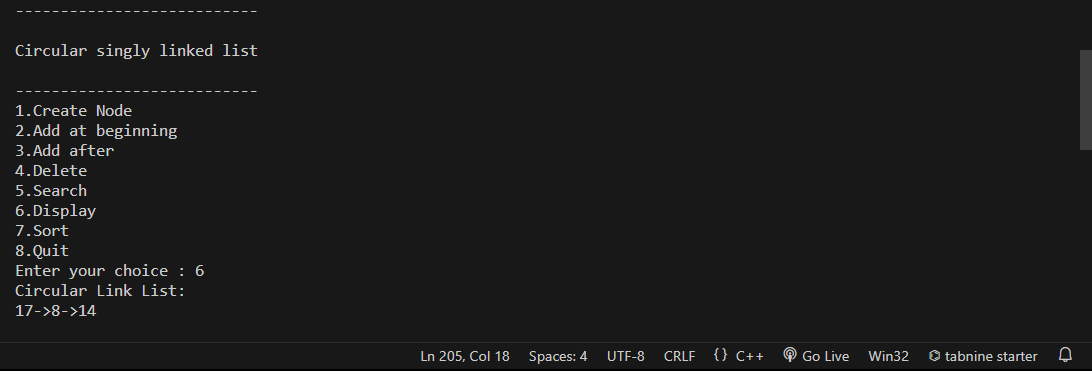 ---------------------------
Circular singly linked list
---------------------------
1.Create Node
2.Add at beginning
3.Add after
4.Delete
5.Search
6.Display
7.Sort
8.Quit
Enter your choice : 6
Circular Link List:
17->8->14
Ln 205, Col 18 Spaces: 4 UTF-8 CRLF {} C++ Go Live Win32 tabnine starter